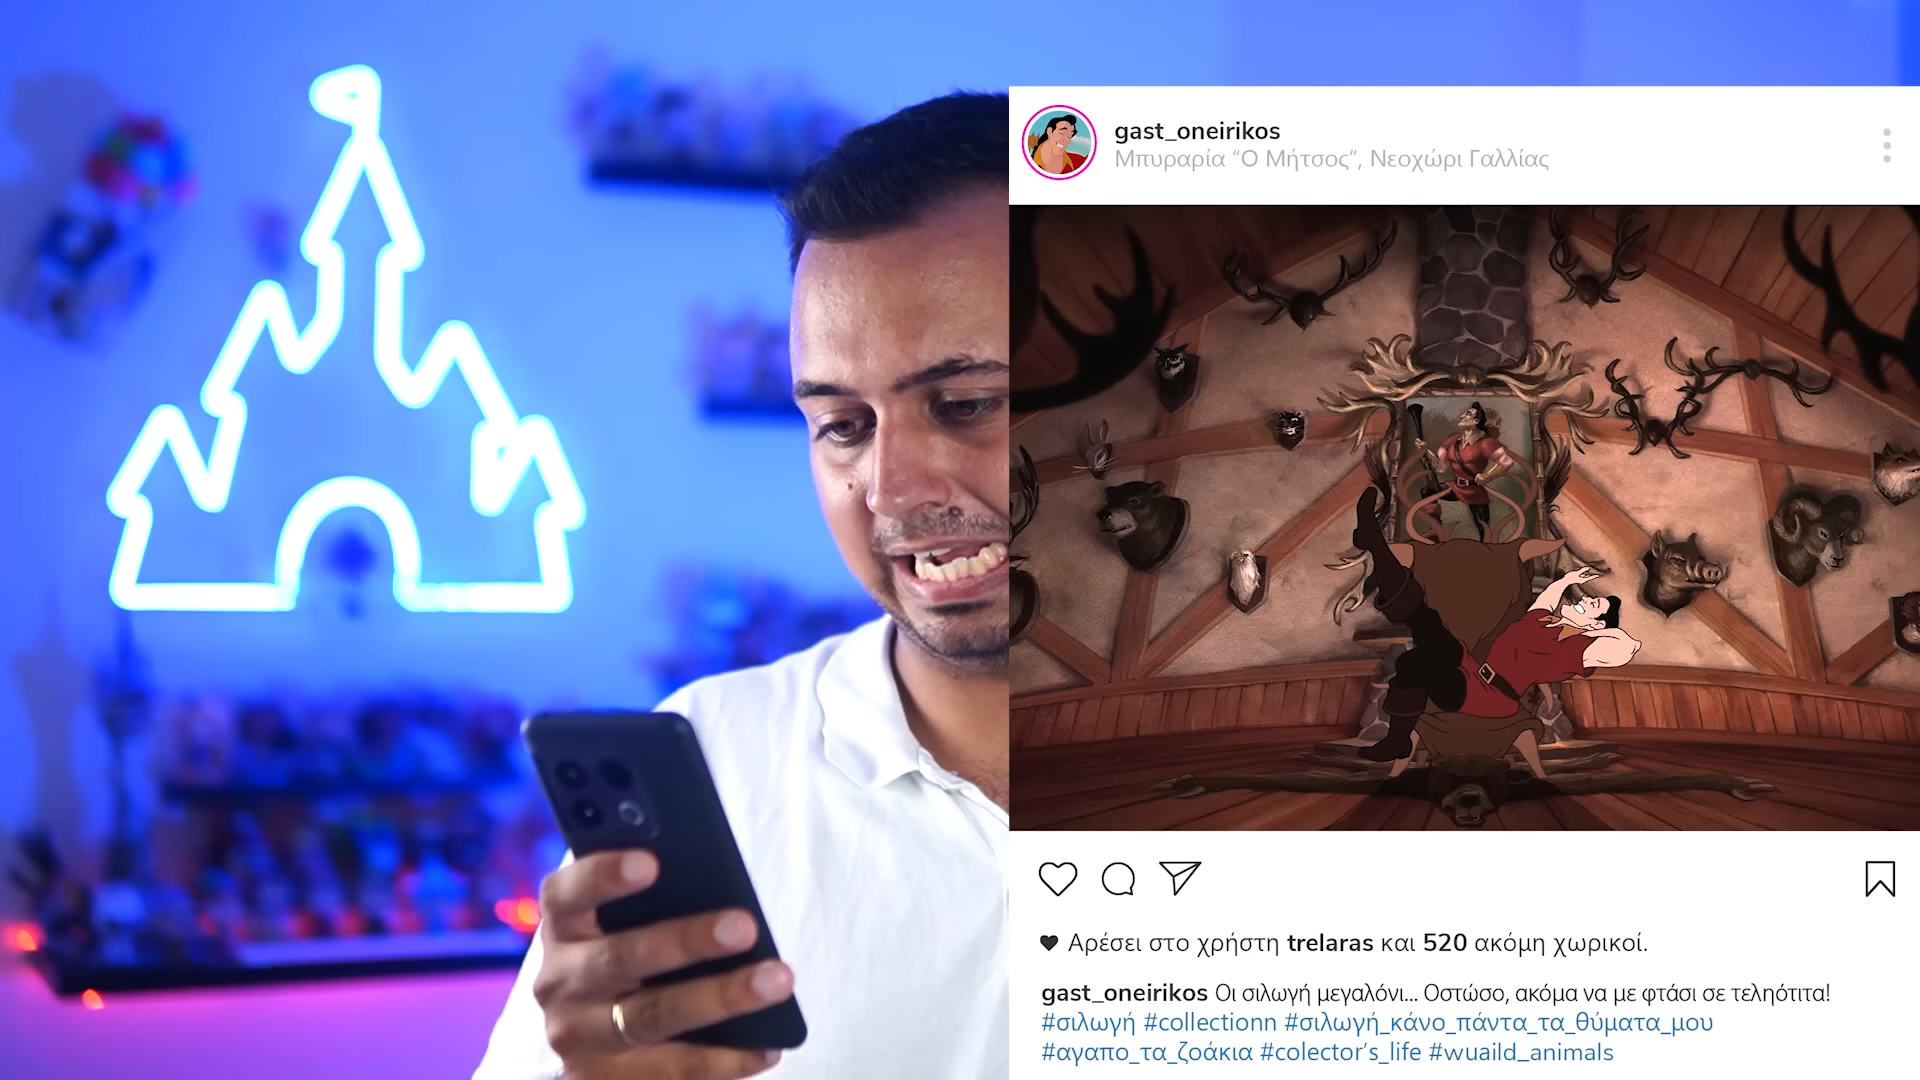 gast_oneirikos
Μπυραρία “Ο Μήτσος”, Νεοχώρι Γαλλίας
Αρέσει στο χρήστη trelaras και 520 ακόμη χωρικοί.
gast_oneirikos Οι σιλωγή μεγαλόνι... Οστώσο, ακόμα να με φτάσι σε τεληότιτα!
#σιλωγή #collectionn #σιλωγή_κάνο_πάντα_τα_θύματα_μου
#αγαπο_τα_ζοάκια #colector’s_life #wuaild_animals